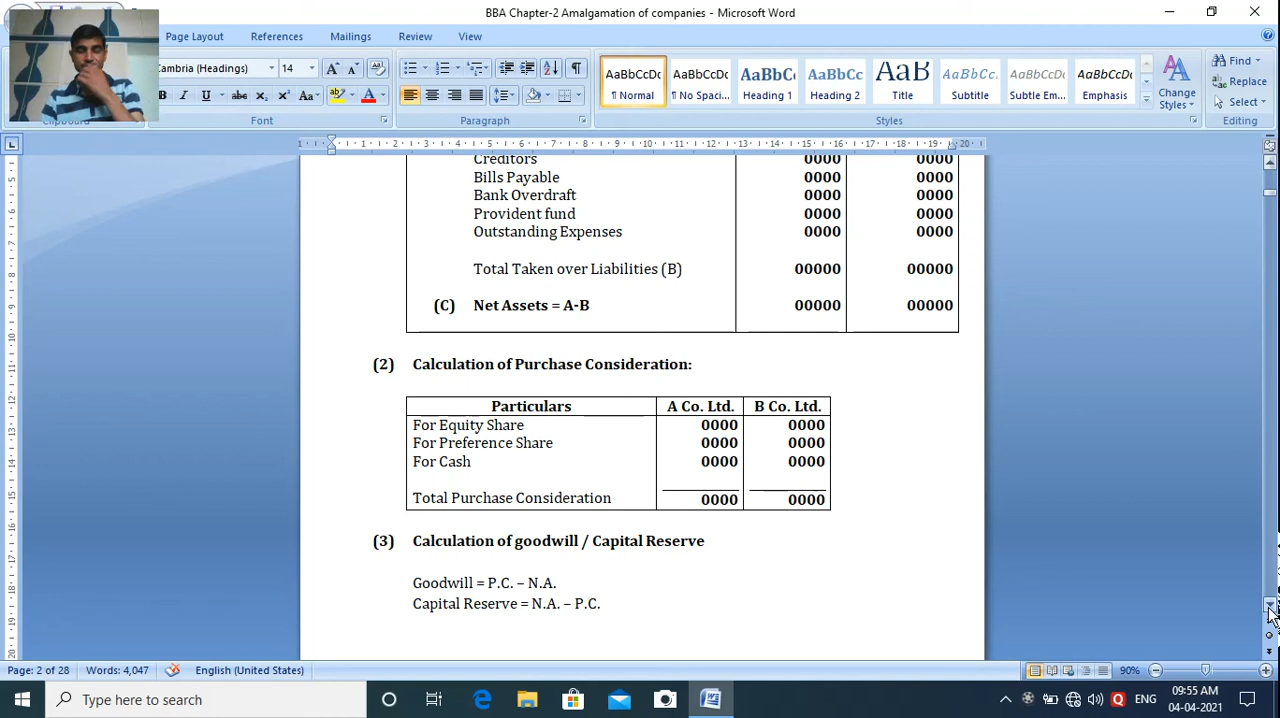 BBA Chapter-2 Amalgamation of companies - Microsoft Word
Page Layout References Mailings Review View
Cambria (Headings) 14
AaBbCcDc AaBbCcDc AaBbCc AaBbCc AaB AaBbCc. AaBbCcDc AaBbCcDc
¶ Normal ¶ No Spaci... Heading 1 Heading 2 Title Subtitle Subtle Em... Emphasis
Change Styles
Find
Replace
Select
Font Paragraph Styles Editing
Creditors 0000 0000
Bills Payable 0000 0000
Bank Overdraft 0000 0000
Provident fund 0000 0000
Outstanding Expenses 0000 0000
Total Taken over Liabilities (B) 00000 00000
(C) Net Assets = A-B 00000 00000
(2) Calculation of Purchase Consideration:
Particulars A Co. Ltd. B Co. Ltd.
For Equity Share 0000 0000
For Preference Share 0000 0000
For Cash 0000 0000
Total Purchase Consideration 0000 0000
(3) Calculation of goodwill / Capital Reserve
Goodwill = P.C. – N.A.
Capital Reserve = N.A. – P.C.
Page: 2 of 28 Words: 4,047 English (United States) 90%
Type here to search ENG 09:55 AM
04-04-2021